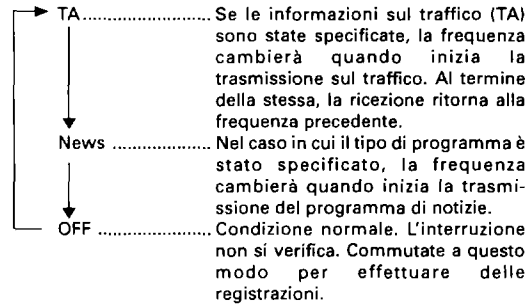 TA........................ Se le informazioni sul traffico (TA)
sono state specificate, la frequenza
cambierà quando inizia la
trasmissione sul traffico. Al termine
della stessa, la ricezione ritorna alla
frequenza precedente.
News .................. Nel caso in cui il tipo di programma è
stato specificato, la frequenza
cambierà quando inizia la trasmi-
ssione del programma di notizie.
OFF ..................... Condizione normale. L'interruzione
non si verifica. Commutate a questo
modo per effettuare delle
registrazioni.